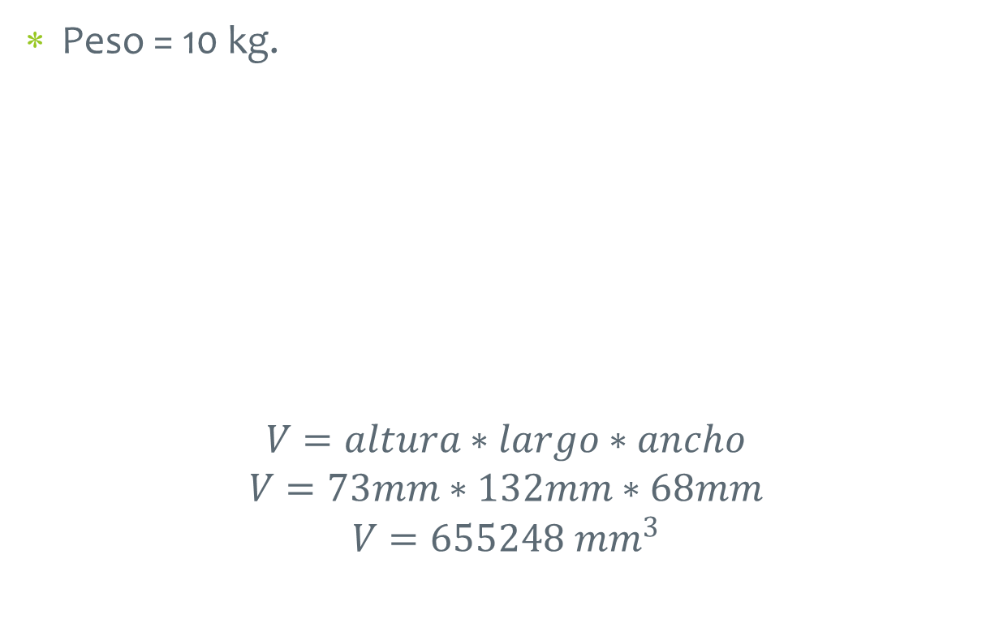 * Peso = 10 kg.
V = altura ∗ largo ∗ ancho
V = 73mm ∗ 132mm ∗ 68mm
V = 655248 mm³